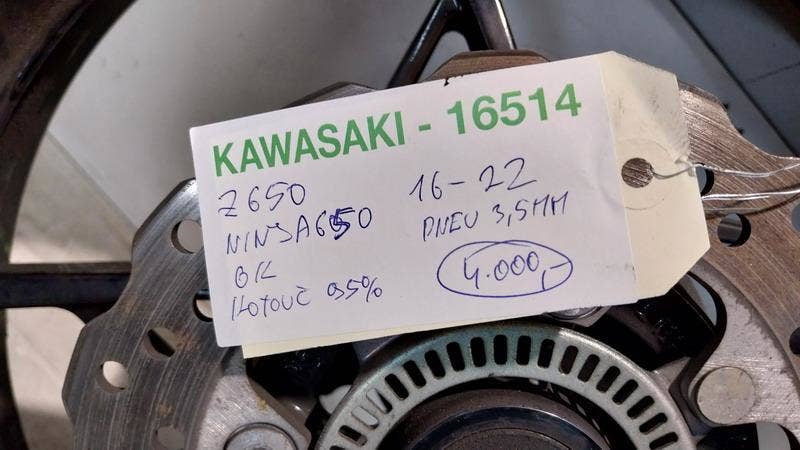 KAWASAKI - 16514
Z650 16-22
NINJA650 PNEU 3,5MM
OK 4.000,-
KOTOUČ 95%